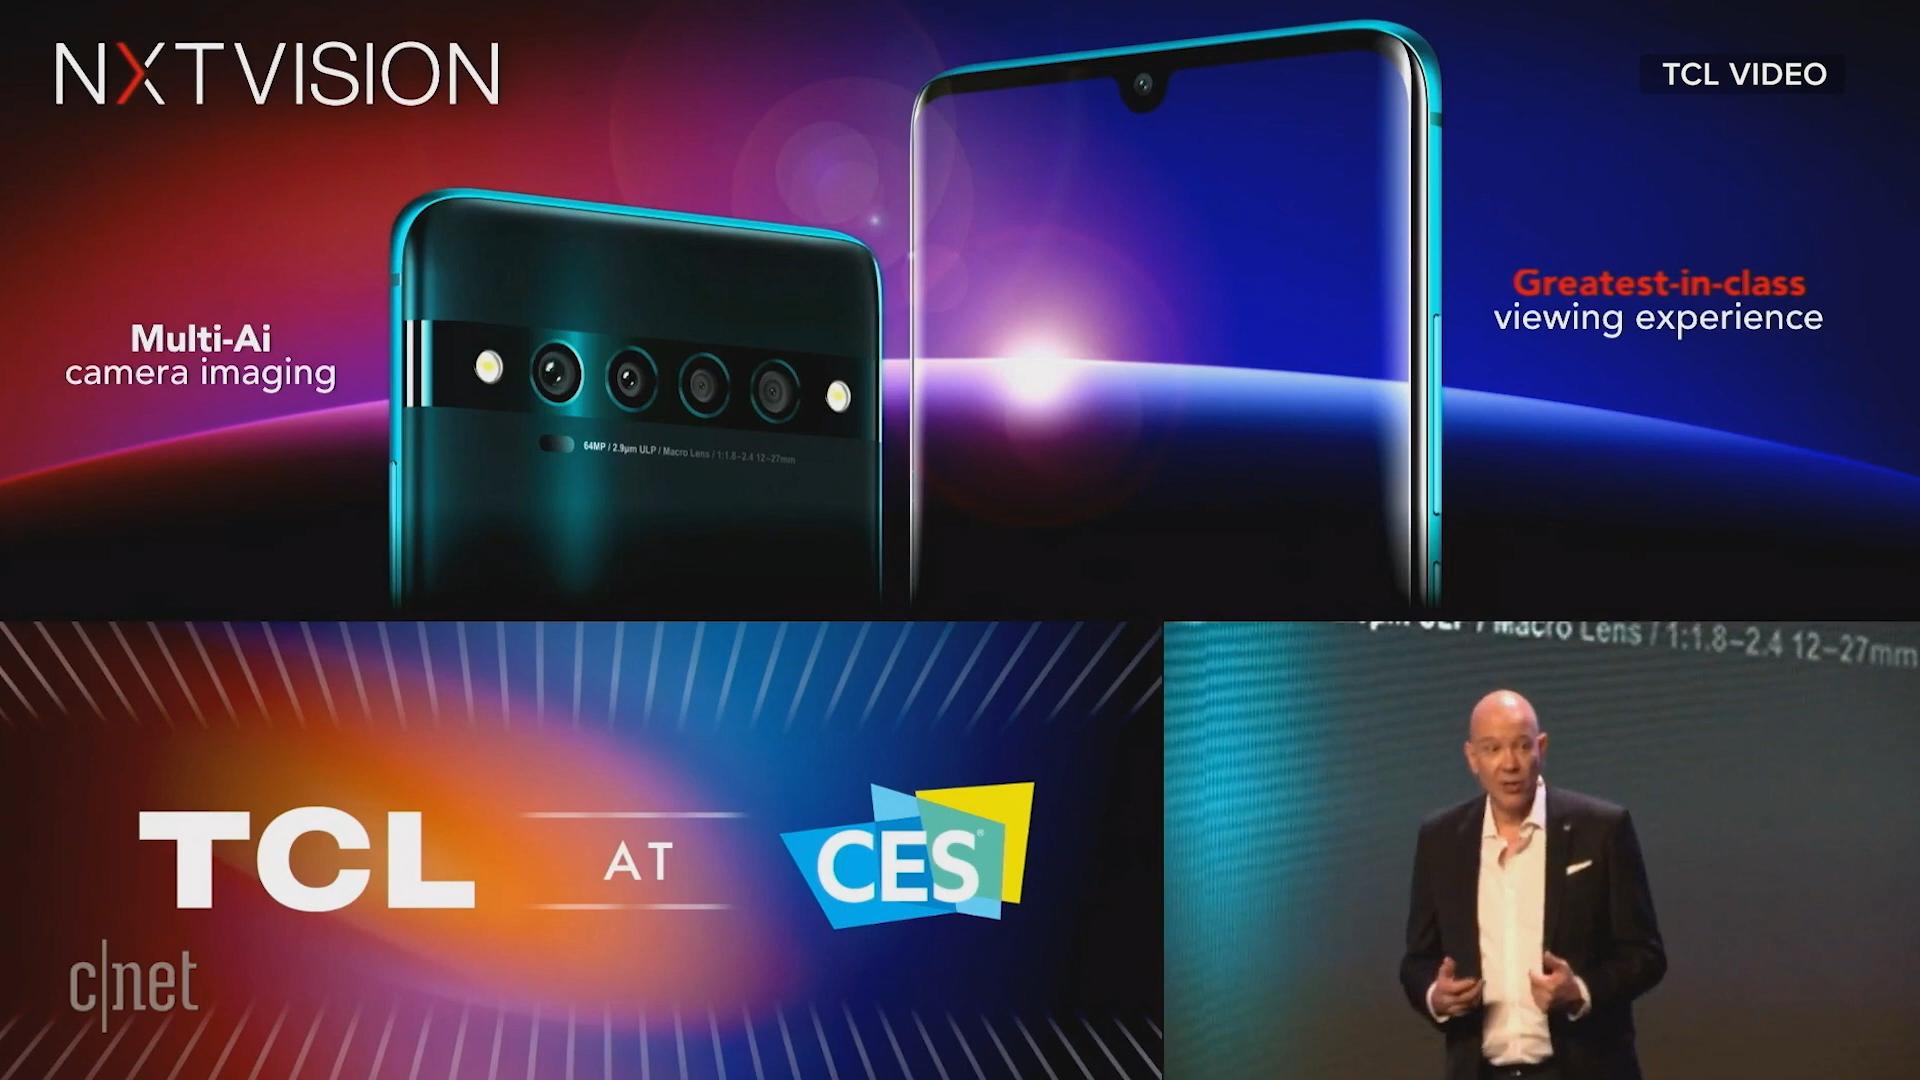 NXTVISION
TCL VIDEO
Greatest-in-class
viewing experience
Multi-Ai
camera imaging
64MP / 2.9µm ULP / Macro Lens / 1:1.8–2.4 12–27mm
Macro Lens / 1:1.8–2.4 12–27mm
TCL AT CES®
c|net